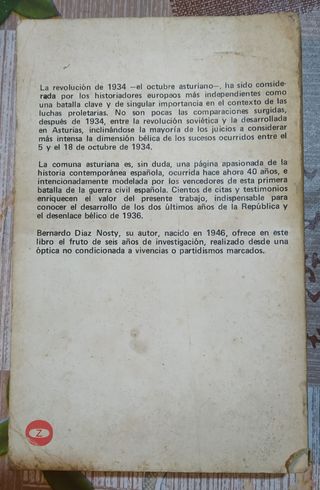 La revolución de 1934 —el octubre asturiano—, ha sido conside-
rada por los historiadores europeos más independientes como
una batalla clave y de singular importancia en el contexto de las
luchas proletarias. No son pocas las comparaciones surgidas,
después de 1934, entre la revolución soviética y la desarrollada
en Asturias, inclinándose la mayoría de los juicios a considerar
más intensa la dimensión bélica de los sucesos ocurridos entre el
5 y el 18 de octubre de 1934.
La comuna asturiana es, sin duda, una página apasionada de la
historia contemporánea española, ocurrida hace ahora 40 años, e
intencionadamente modelada por los vencedores de esta primera
batalla de la guerra civil española. Cientos de citas y testimonios
enriquecen el valor del presente trabajo, indispensable para
conocer el desarrollo de los dos últimos años de la República y
el desenlace bélico de 1936.
Bernardo Díaz Nosty, su autor, nacido en 1946, ofrece en este
libro el fruto de seis años de investigación, realizado desde una
óptica no condicionada a vivencias o partidismos marcados.
Z